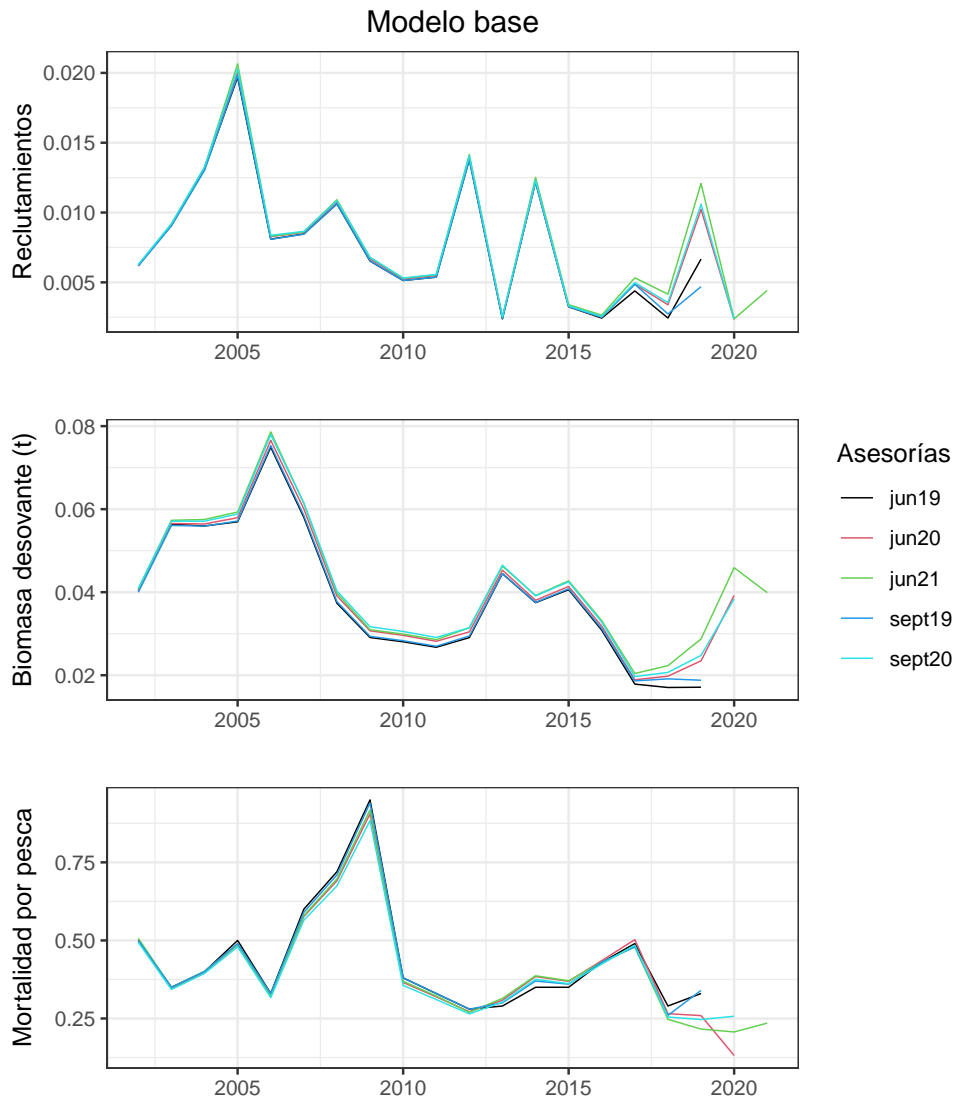 Modelo base
Reclutamientos
0.020
0.015
0.010
0.005
2005 2010 2015 2020
Biomasa desovante (t)
0.08
0.06
0.04
0.02
2005 2010 2015 2020
Asesorías
jun19
jun20
jun21
sept19
sept20
Mortalidad por pesca
0.75
0.50
0.25
2005 2010 2015 2020